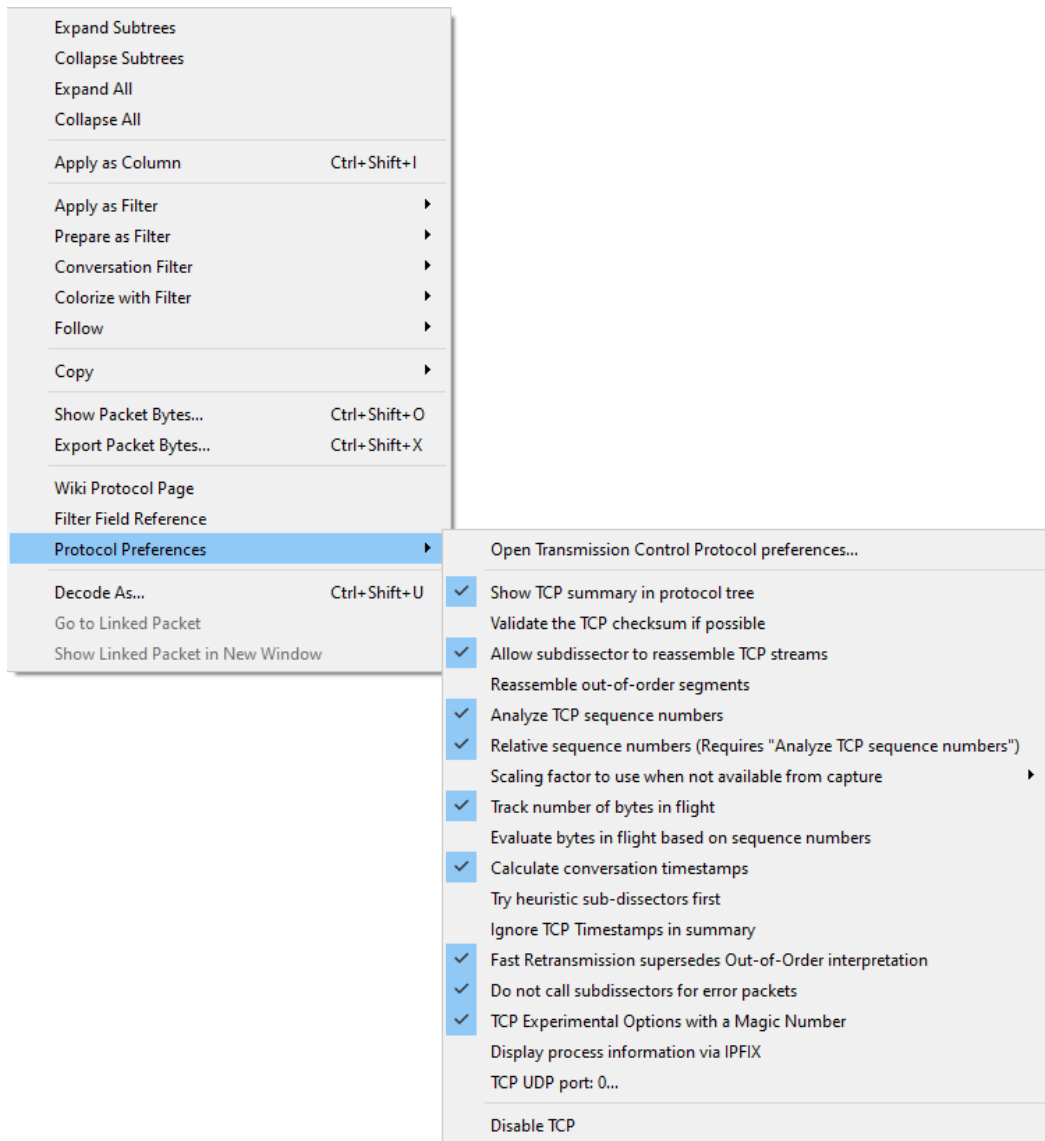 Expand Subtrees
Collapse Subtrees
Expand All
Collapse All
Apply as Column Ctrl+Shift+I
Apply as Filter
Prepare as Filter
Conversation Filter
Colorize with Filter
Follow
Copy
Show Packet Bytes... Ctrl+Shift+O
Export Packet Bytes... Ctrl+Shift+X
Wiki Protocol Page
Filter Field Reference
Protocol Preferences
Decode As... Ctrl+Shift+U
Go to Linked Packet
Show Linked Packet in New Window
Open Transmission Control Protocol preferences...
Show TCP summary in protocol tree
Validate the TCP checksum if possible
Allow subdissector to reassemble TCP streams
Reassemble out-of-order segments
Analyze TCP sequence numbers
Relative sequence numbers (Requires "Analyze TCP sequence numbers")
Scaling factor to use when not available from capture
Track number of bytes in flight
Evaluate bytes in flight based on sequence numbers
Calculate conversation timestamps
Try heuristic sub-dissectors first
Ignore TCP Timestamps in summary
Fast Retransmission supersedes Out-of-Order interpretation
Do not call subdissectors for error packets
TCP Experimental Options with a Magic Number
Display process information via IPFIX
TCP UDP port: 0...
Disable TCP